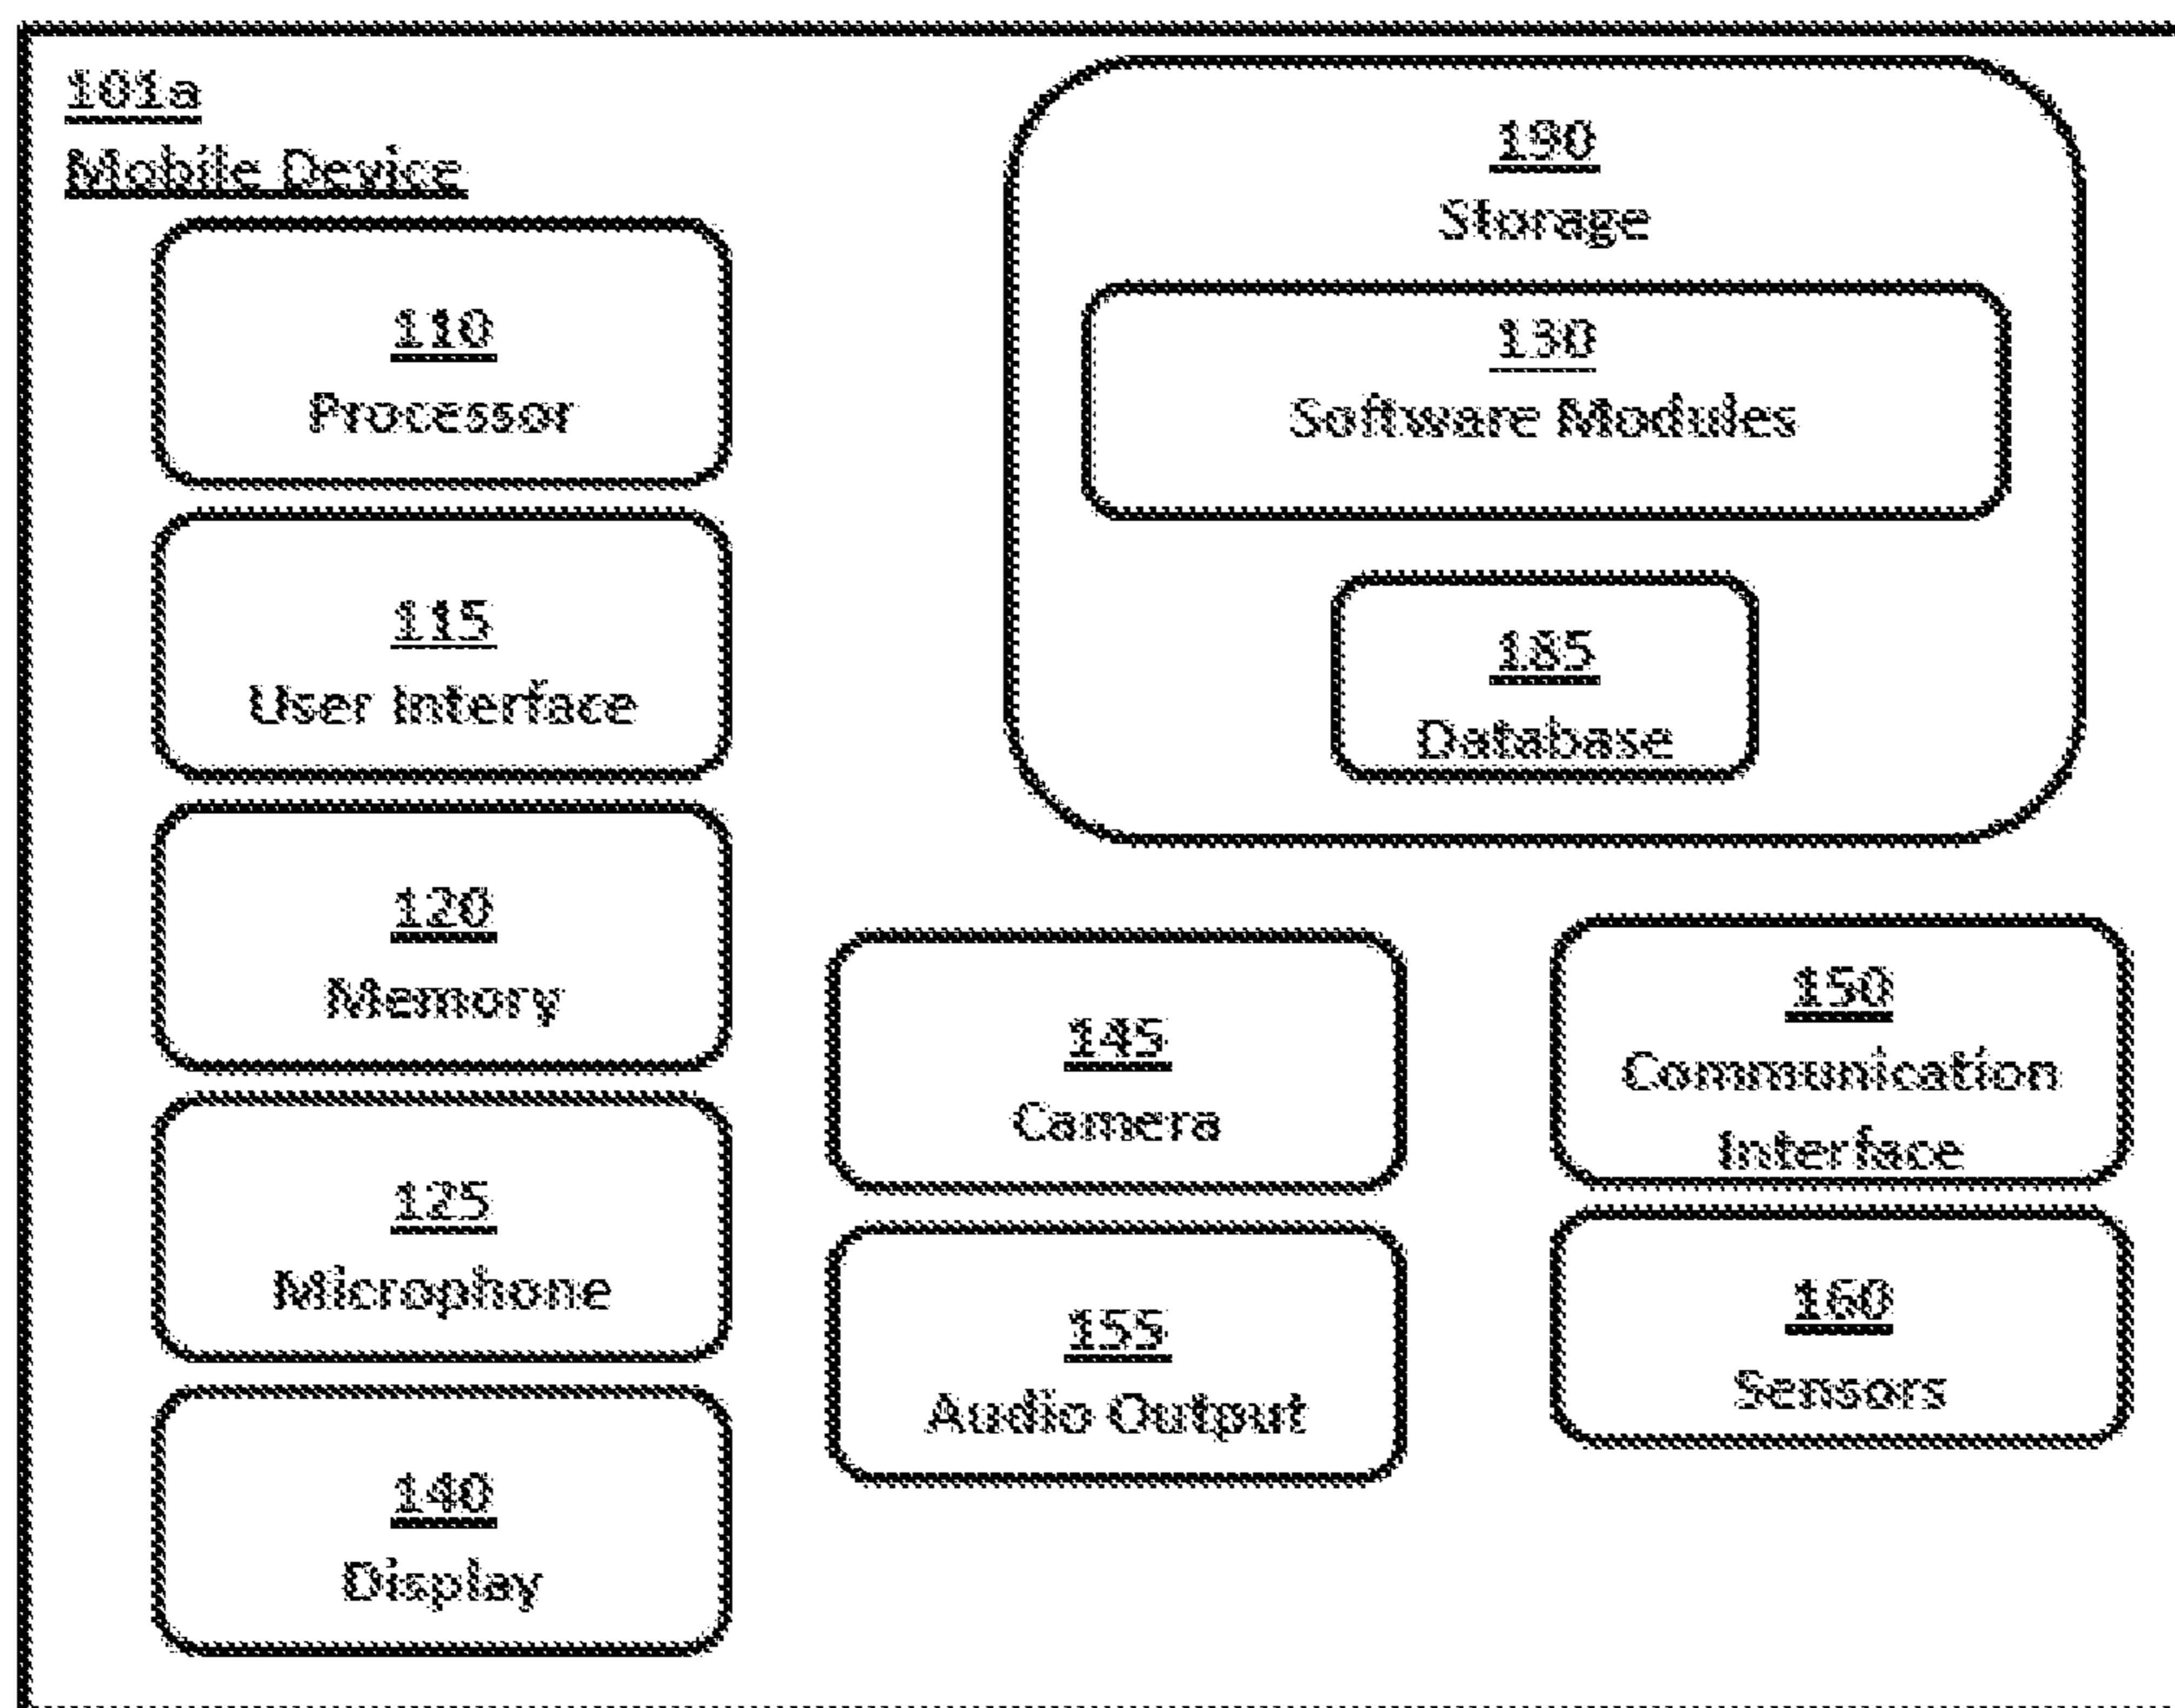 101a
Mobile Device
110
Processor
115
User Interface
120
Memory
125
Microphone
140
Display
190
Storage
130
Software Modules
185
Database
145
Camera
155
Audio Output
150
Communication
Interface
160
Sensors